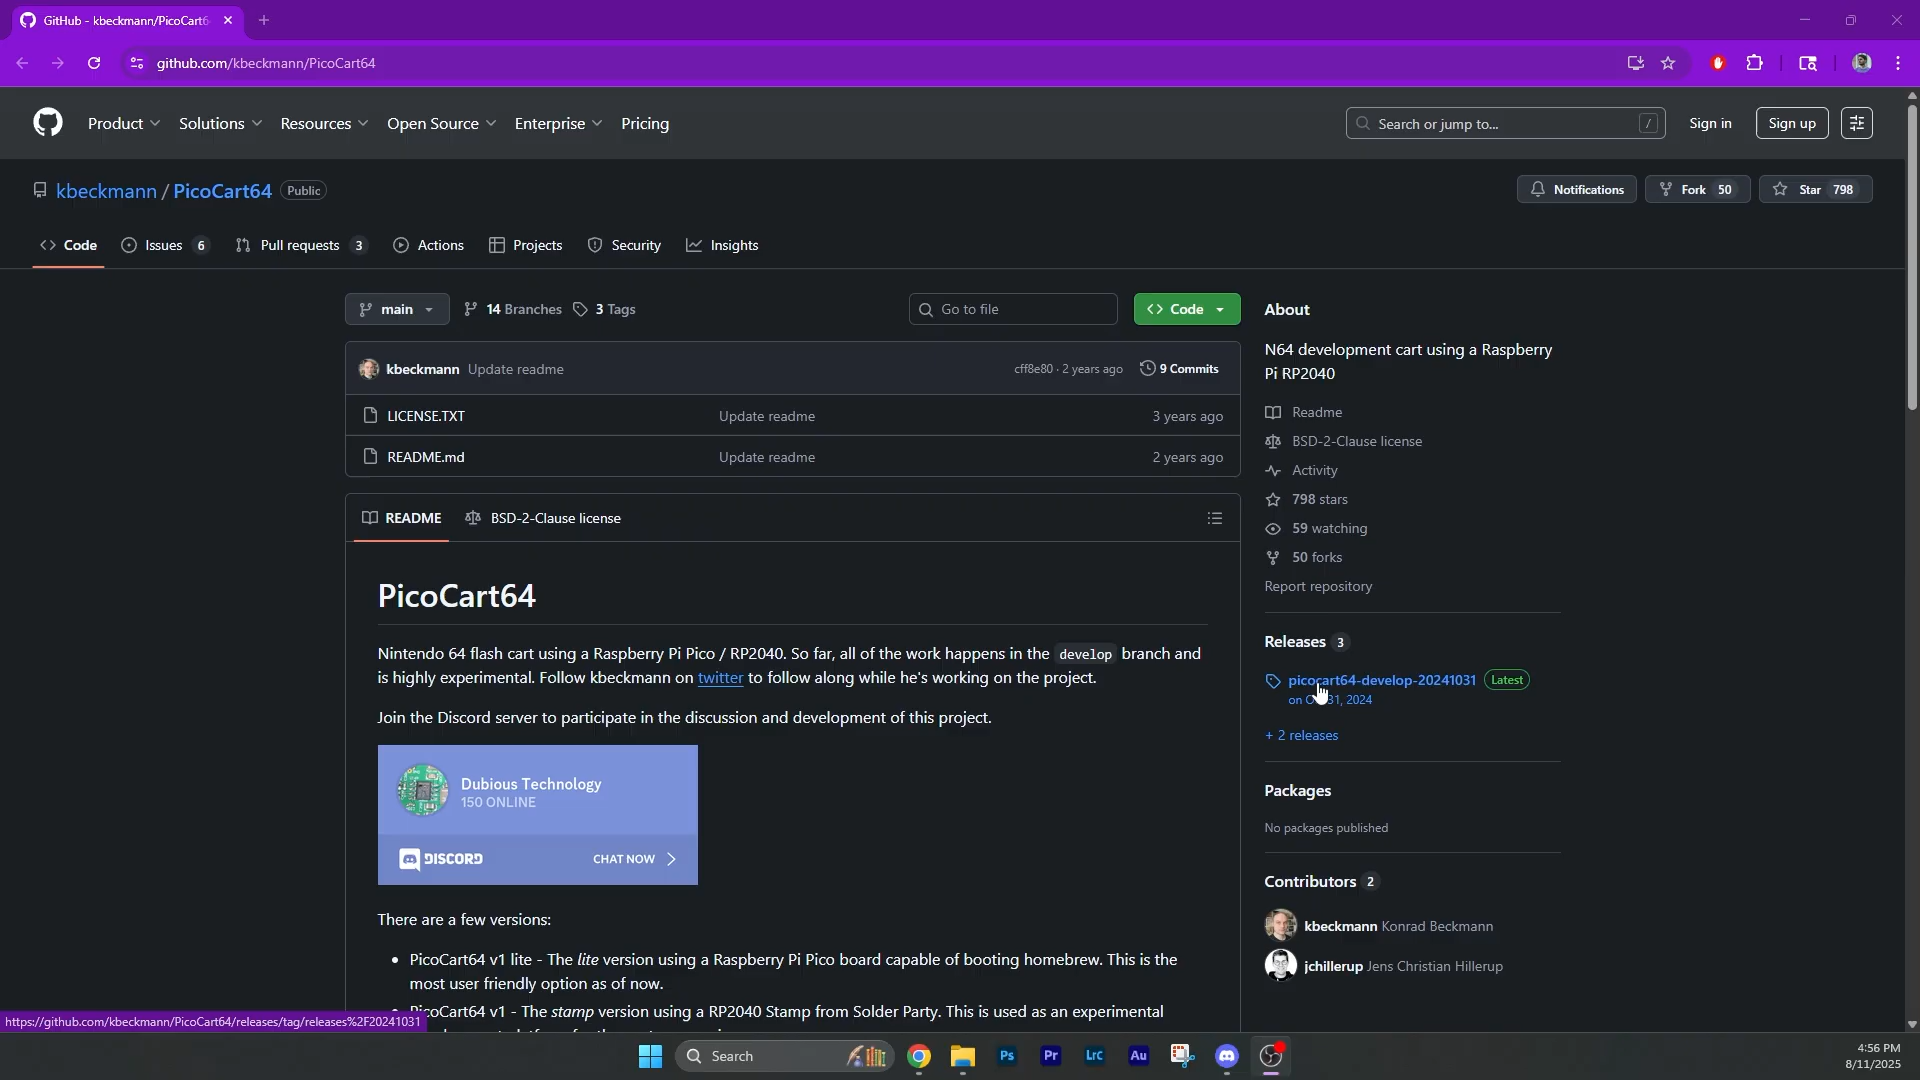 GitHub - kbeckmann/PicoCart6
github.com/kbeckmann/PicoCart64
Product Solutions Resources Open Source Enterprise Pricing
Search or jump to... /
Sign in
Sign up
kbeckmann / PicoCart64 Public
Notifications
Fork 50
Star 798
Code
Issues 6
Pull requests 3
Actions
Projects
Security
Insights
main 14 Branches 3 Tags
Go to file
Code
kbeckmann Update readme cff8e80 · 2 years ago 9 Commits
LICENSE.TXT Update readme 3 years ago
README.md Update readme 2 years ago
README BSD-2-Clause license
PicoCart64
Nintendo 64 flash cart using a Raspberry Pi Pico / RP2040. So far, all of the work happens in the develop branch and
is highly experimental. Follow kbeckmann on twitter to follow along while he's working on the project.
Join the Discord server to participate in the discussion and development of this project.
Dubious Technology
150 ONLINE
DISCORD CHAT NOW
There are a few versions:
• PicoCart64 v1 lite - The lite version using a Raspberry Pi Pico board capable of booting homebrew. This is the
most user friendly option as of now.
PicoCart64 v1 - The stamp version using a RP2040 Stamp from Solder Party. This is used as an experimental
About
N64 development cart using a Raspberry
Pi RP2040
Readme
BSD-2-Clause license
Activity
798 stars
59 watching
50 forks
Report repository
Releases 3
picocart64-develop-20241031 Latest
on 31, 2024
+ 2 releases
Packages
No packages published
Contributors 2
kbeckmann Konrad Beckmann
jchillerup Jens Christian Hillerup
https://github.com/kbeckmann/PicoCart64/releases/tag/releases%2F20241031
Search
Ps
Pr
LrC
Au
4:56 PM
8/11/2025